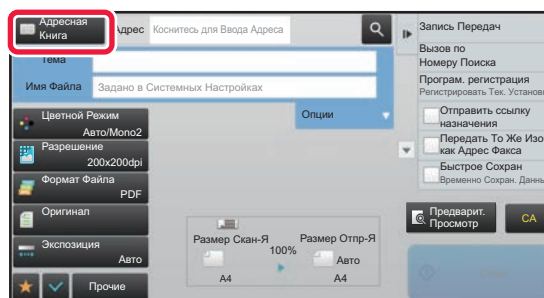 Адресная
Книга
Адрес
Коснитесь для Ввода Адреса
Тема
Имя Файла
Задано в Системных Настройках
Опции
Цветной Режим
Авто/Mono2
Разрешение
200x200dpi
Формат Файла
PDF
Оригинал
Экспозиция
Авто
Прочие
Размер Скан-Я
100%
Размер Отпр-Я
Авто
A4
A4
Запись Передач
Вызов по
Номеру Поиска
Програм. регистрация
Регистрировать Тек. Установ
Отправить ссылку
назначения
Передать То Же Изо
как Адрес Факса
Быстрое Сохран
Временно Сохран. Данны
Предварит.
Просмотр
CA